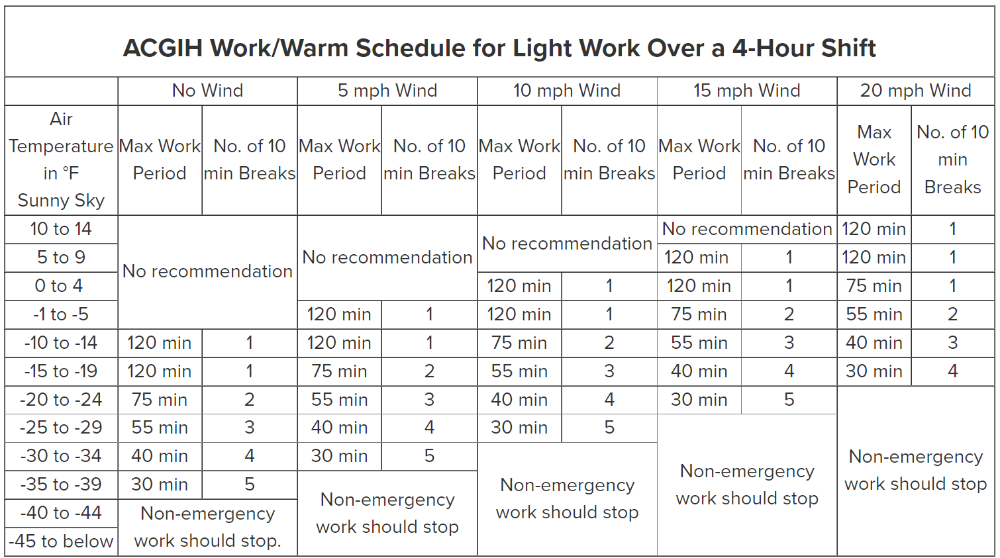 ACGIH Work/Warm Schedule for Light Work Over a 4-Hour Shift
No Wind 5 mph Wind 10 mph Wind 15 mph Wind 20 mph Wind
Air Temperature in °F Sunny Sky Max Work Period No. of 10 min Breaks Max Work Period No. of 10 min Breaks Max Work Period No. of 10 min Breaks Max Work Period No. of 10 min Breaks Max Work Period No. of 10 min Breaks
10 to 14 No recommendation No recommendation No recommendation No recommendation 120 min 1
5 to 9 120 min 1 120 min 1
0 to 4 120 min 1 120 min 1 75 min 1
-1 to -5 120 min 1 120 min 1 75 min 2 55 min 2
-10 to -14 120 min 1 120 min 1 75 min 2 55 min 3 40 min 3
-15 to -19 120 min 1 75 min 2 55 min 3 40 min 4 30 min 4
-20 to -24 75 min 2 55 min 3 40 min 4 30 min 5 Non-emergency work should stop
-25 to -29 55 min 3 40 min 4 30 min 5 Non-emergency work should stop
-30 to -34 40 min 4 30 min 5 Non-emergency work should stop
-35 to -39 30 min 5 Non-emergency work should stop
-40 to -44 Non-emergency work should stop.
-45 to below